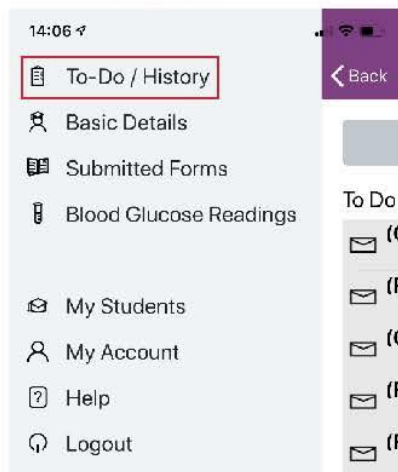 14:06
To-Do / History
Basic Details
Submitted Forms
Blood Glucose Readings
My Students
My Account
Help
Logout
Back
To Do